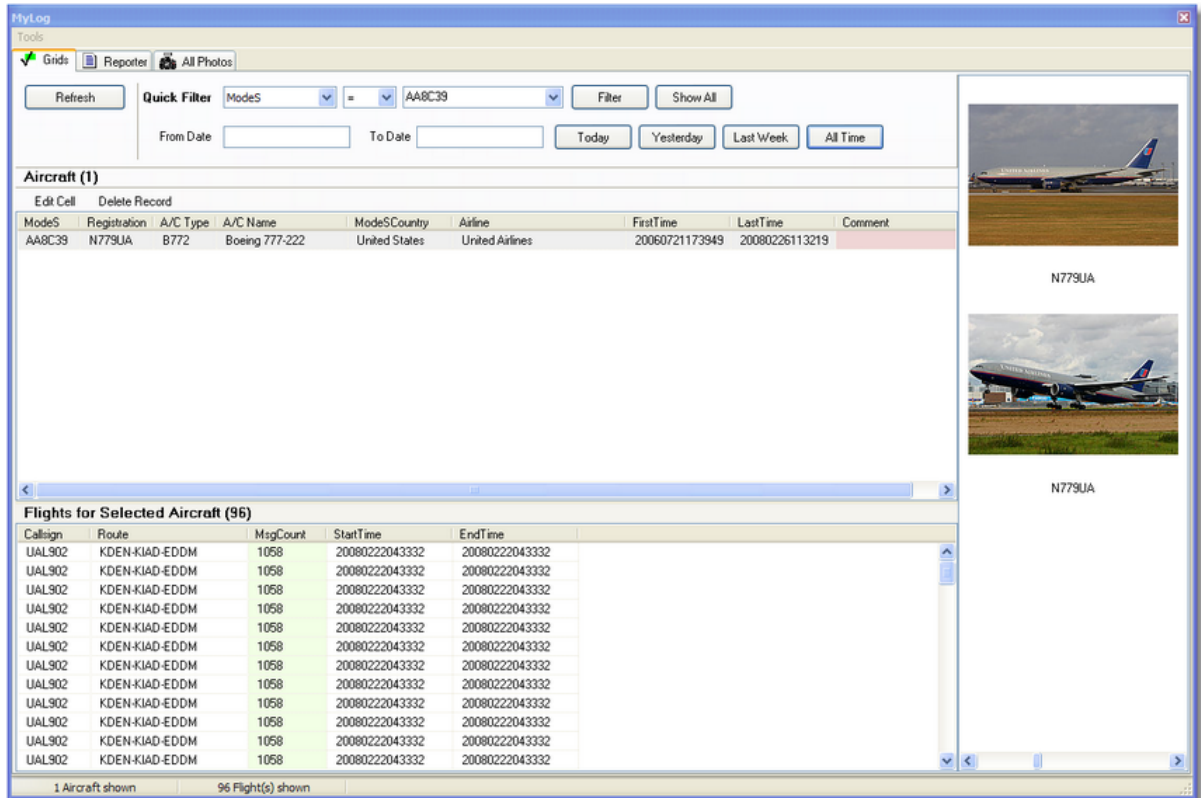 MyLog
Tools
Grids Reporter All Photos
Refresh Quick Filter ModeS = AA8C39 Filter Show All
From Date To Date Today Yesterday Last Week All Time
Aircraft (1)
Edit Cell Delete Record
ModeS Registration A/C Type A/C Name ModeSCountry Airline FirstTime LastTime Comment
AA8C39 N779UA B772 Boeing 777-222 United States United Airlines 20060721173949 20080226113219
UNITED AIRLINES
N779UA
UNITED AIRLINES
N779UA
Flights for Selected Aircraft (96)
Callsign Route MsgCount StartTime EndTime
UAL902 KDEN-KIAD-EDDM 1058 20080222043332 20080222043332
UAL902 KDEN-KIAD-EDDM 1058 20080222043332 20080222043332
UAL902 KDEN-KIAD-EDDM 1058 20080222043332 20080222043332
UAL902 KDEN-KIAD-EDDM 1058 20080222043332 20080222043332
UAL902 KDEN-KIAD-EDDM 1058 20080222043332 20080222043332
UAL902 KDEN-KIAD-EDDM 1058 20080222043332 20080222043332
UAL902 KDEN-KIAD-EDDM 1058 20080222043332 20080222043332
UAL902 KDEN-KIAD-EDDM 1058 20080222043332 20080222043332
UAL902 KDEN-KIAD-EDDM 1058 20080222043332 20080222043332
UAL902 KDEN-KIAD-EDDM 1058 20080222043332 20080222043332
UAL902 KDEN-KIAD-EDDM 1058 20080222043332 20080222043332
UAL902 KDEN-KIAD-EDDM 1058 20080222043332 20080222043332
1 Aircraft shown 96 Flight(s) shown